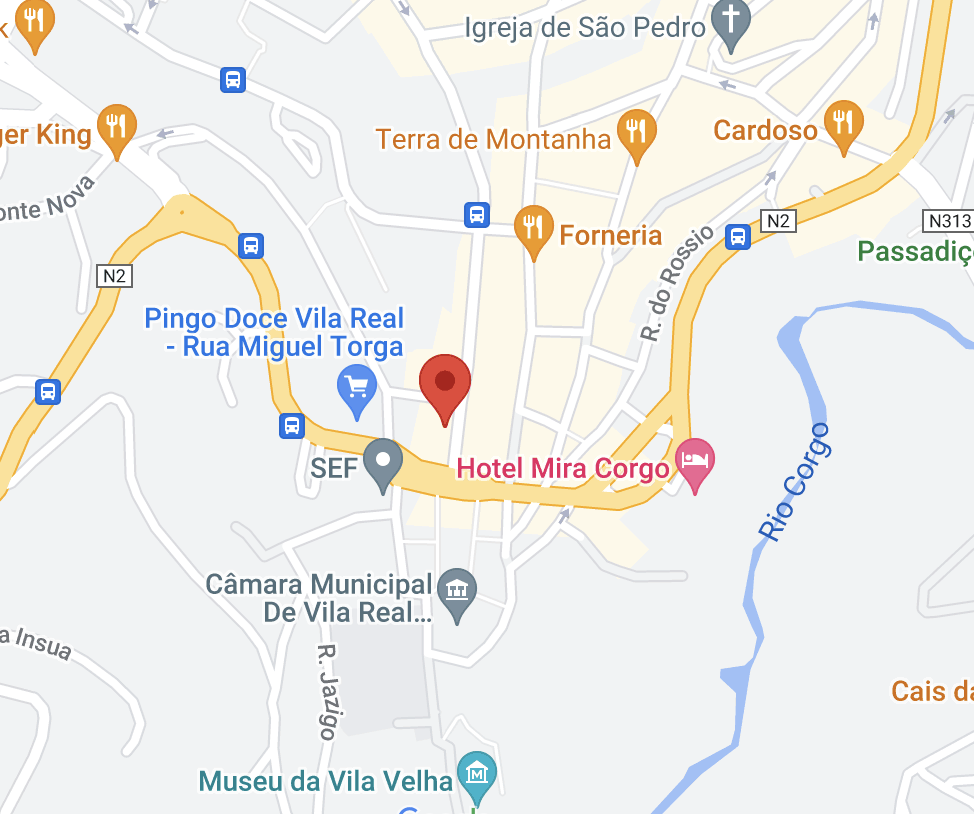 Igreja de São Pedro
k
ger King
Terra de Montanha
Cardoso
onte Nova
N2
N313
Forneria
R. do Rossio
Passadiço
N2
Pingo Doce Vila Real
- Rua Miguel Torga
Rio Corgo
SEF
Hotel Mira Corgo
Câmara Municipal
De Vila Real...
a Insua
R. Jazigo
Cais da
Museu da Vila Velha